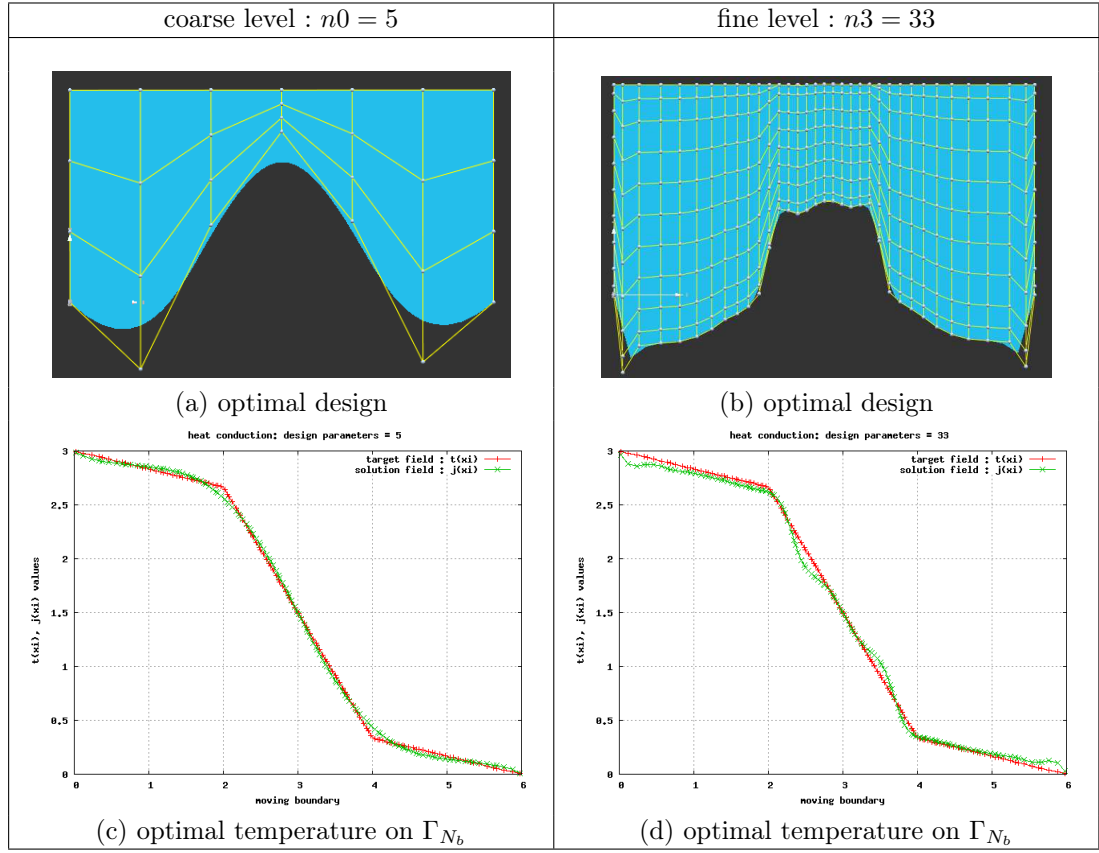 coarse level : n0 = 5
fine level : n3 = 33
(a) optimal design
(b) optimal design
heat conduction: design parameters = 5
target field : t(xi)
solution field : j(xi)
t(xi), j(xi) values
3
2.5
2
1.5
1
0.5
0
0 1 2 3 4 5 6
moving boundary
heat conduction: design parameters = 33
target field : t(xi)
solution field : j(xi)
t(xi), j(xi) values
3
2.5
2
1.5
1
0.5
0
0 1 2 3 4 5 6
moving boundary
(c) optimal temperature on Γ_{N_b}
(d) optimal temperature on Γ_{N_b}